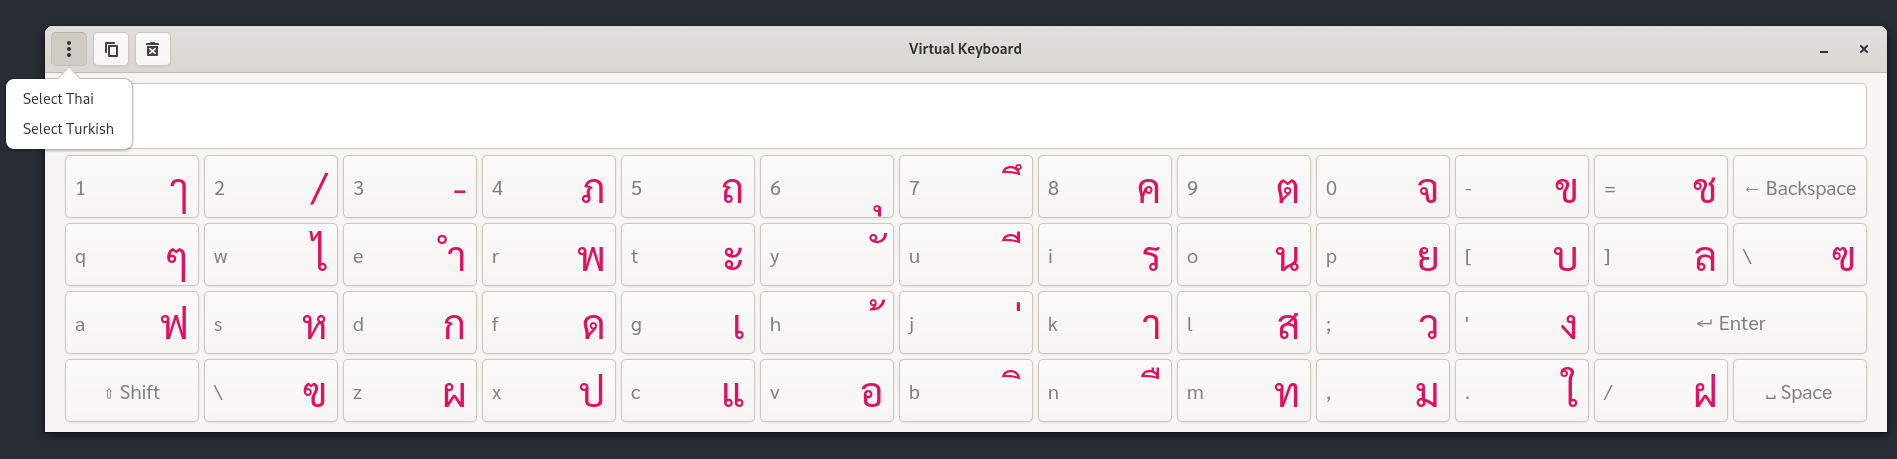 Virtual Keyboard
Select Thai
Select Turkish
1 ๅ 2 / 3 - 4 ภ 5 ถ 6 ุ 7 ึ 8 ค 9 ต 0 จ - ข = ช ← Backspace
q ๆ w ไ e ำ r พ t ะ y ั u ี i ร o น p ย [ บ ] ล \ ฃ
a ฟ s ห d ก f ด g เ h ้ j ่ k า l ส ; ว ' ง ↵ Enter
⇧ Shift \ ฃ z ผ x ป c แ v อ b ิ n ื m ท , ม . ใ / ฝ ␣ Space